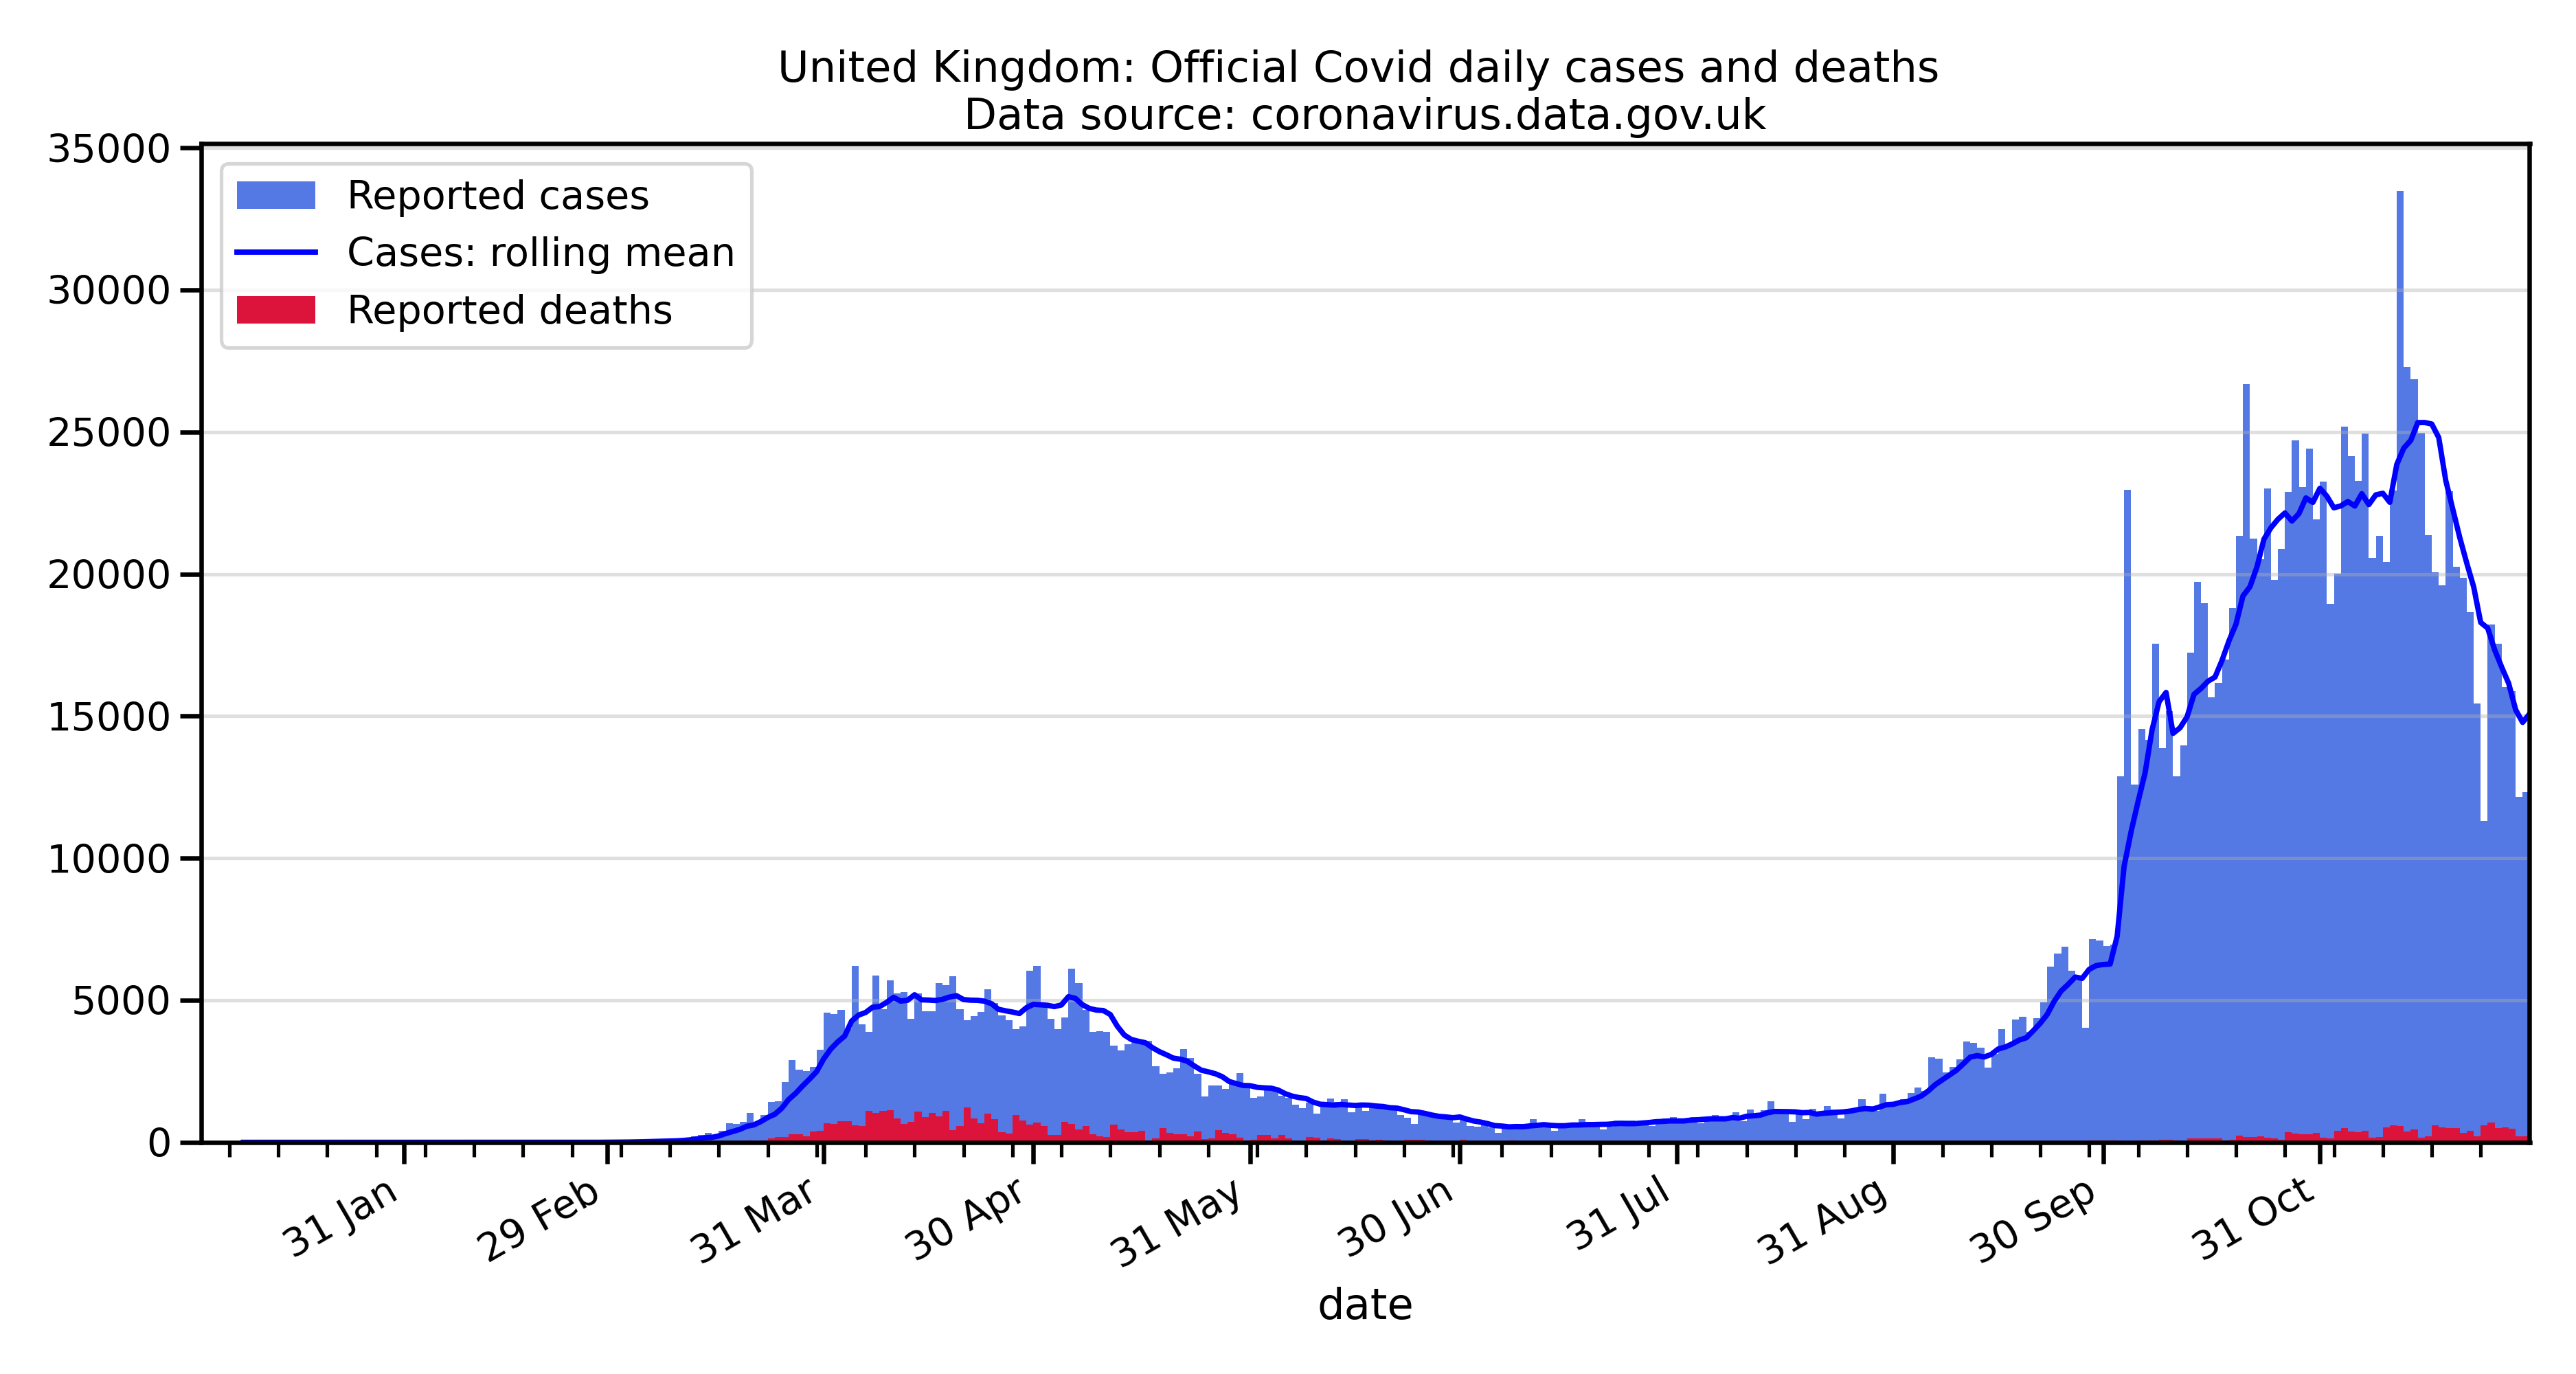 United Kingdom: Official Covid daily cases and deaths
Data source: coronavirus.data.gov.uk
35000
30000
25000
20000
15000
10000
5000
0
Reported cases
Cases: rolling mean
Reported deaths
31 Jan
29 Feb
31 Mar
30 Apr
31 May
30 Jun
31 Jul
31 Aug
30 Sep
31 Oct
date